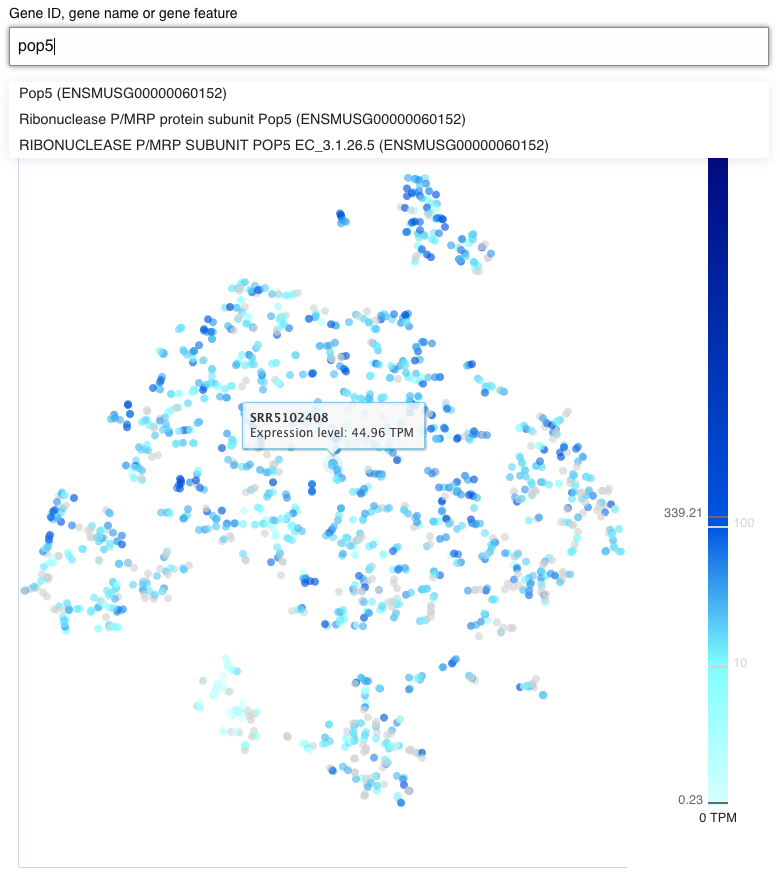 Gene ID, gene name or gene feature
pop5
Pop5 (ENSMUSG00000060152)
Ribonuclease P/MRP protein subunit Pop5 (ENSMUSG00000060152)
RIBONUCLEASE P/MRP SUBUNIT POP5 EC_3.1.26.5 (ENSMUSG00000060152)
SRR5102408
Expression level: 44.96 TPM
339.21
100
10
0.23
0 TPM